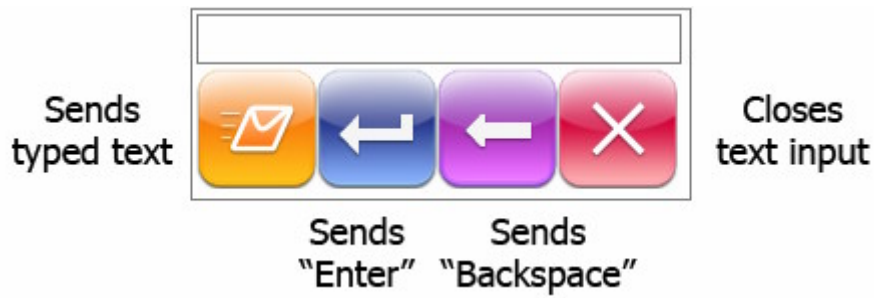 Sends
typed text
Closes
text input
Sends
“Enter”
Sends
“Backspace”